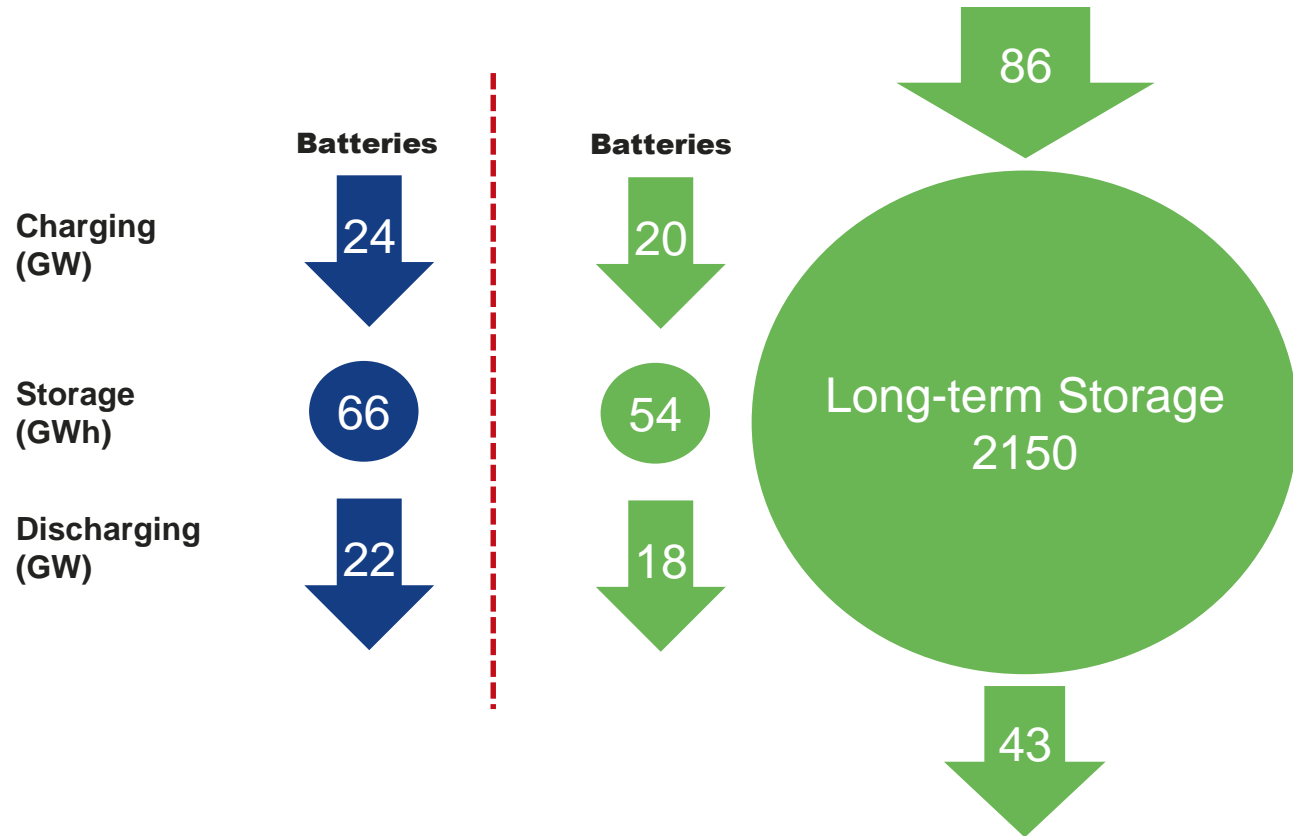 86
Batteries
Batteries
Charging
(GW)
24
20
Storage
(GWh)
66
54
Long-term Storage
2150
Discharging
(GW)
22
18
43